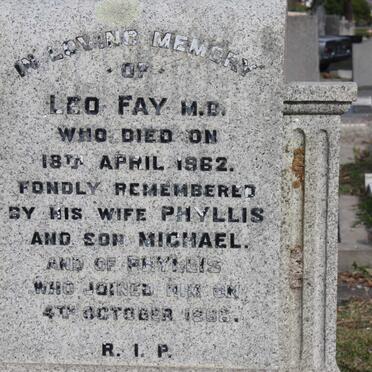 IN LOVING MEMORY
· OF ·
LEO FAY M.B.
WHO DIED ON
18TH APRIL 1962.
FONDLY REMEMBERED
BY HIS WIFE PHYLLIS
AND SON MICHAEL.
AND OF PHYLLIS
WHO JOINED HIM ON
4TH OCTOBER
R. I. P.